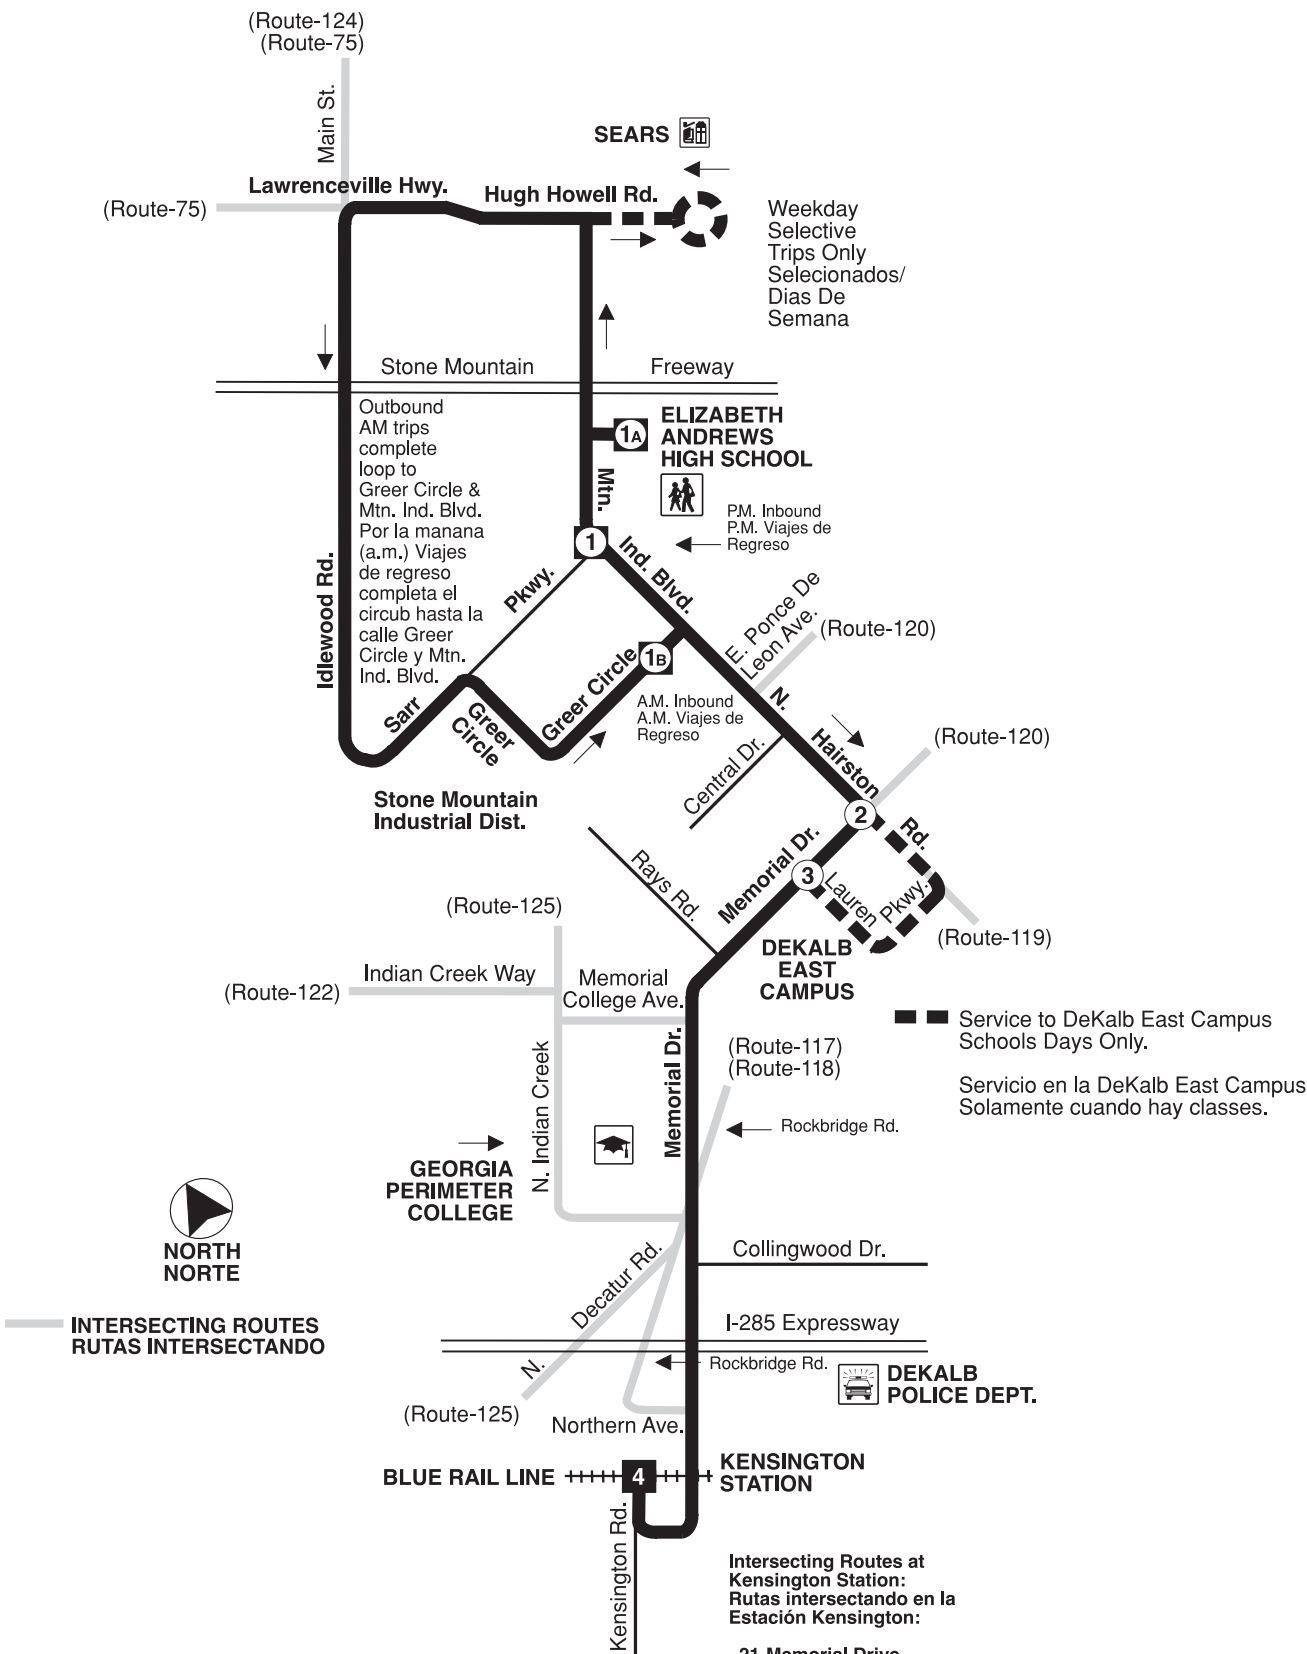 (Route-124)
(Route-75)
Main St.
SEARS
Lawrenceville Hwy.
Hugh Howell Rd.
(Route-75)
Weekday
Selective
Trips Only
Selecionados/
Dias De
Semana
Stone Mountain
Freeway
Outbound
AM trips
complete
loop to
Greer Circle &
Mtn. Ind. Blvd.
Por la manana
(a.m.) Viajes
de regreso
completa el
circub hasta la
calle Greer
Circle y Mtn.
Ind. Blvd.
Idlewood Rd.
1A
ELIZABETH
ANDREWS
HIGH SCHOOL
Mtn.
P.M. Inbound
P.M. Viajes de
Regreso
1
Ind. Blvd.
Pkwy.
E. Ponce De
Leon Ave.
(Route-120)
1B
Greer Circle
Sarr
Greer
Circle
A.M. Inbound
A.M. Viajes de
Regreso
N.
Hairston
Rd.
Central Dr.
(Route-120)
Stone Mountain
Industrial Dist.
2
Memorial Dr.
Rays Rd.
3
Lauren
Pkwy.
(Route-119)
(Route-125)
DEKALB
EAST
CAMPUS
Indian Creek Way
(Route-122)
Memorial
College Ave.
Service to DeKalb East Campus
Schools Days Only.
Servicio en la DeKalb East Campus
Solamente cuando hay classes.
(Route-117)
(Route-118)
Memorial Dr.
N. Indian Creek
Rockbridge Rd.
GEORGIA
PERIMETER
COLLEGE
NORTH
NORTE
Collingwood Dr.
N.
Decatur Rd.
INTERSECTING ROUTES
RUTAS INTERSECTANDO
I-285 Expressway
Rockbridge Rd.
DEKALB
POLICE DEPT.
(Route-125)
Northern Ave.
BLUE RAIL LINE
4
KENSINGTON
STATION
Kensington Rd.
Intersecting Routes at
Kensington Station:
Rutas intersectando en la
Estación Kensington:
21-Memorial Drive